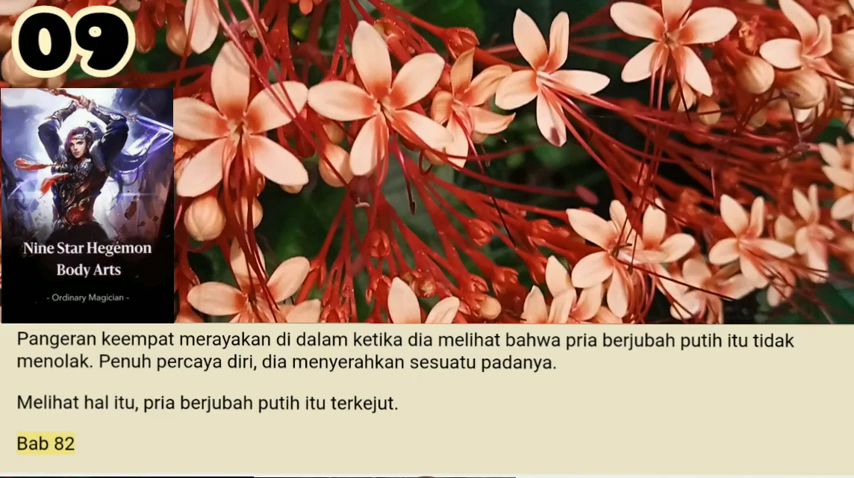 09
Nine Star Hegemon
Body Arts
- Ordinary Magician -
Pangeran keempat merayakan di dalam ketika dia melihat bahwa pria berjubah putih itu tidak
menolak. Penuh percaya diri, dia menyerahkan sesuatu padanya.
Melihat hal itu, pria berjubah putih itu terkejut.
Bab 82